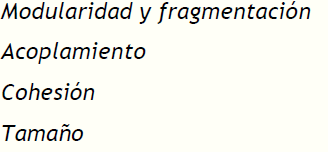 Modularidad y fragmentación
Acoplamiento
Cohesión
Tamaño